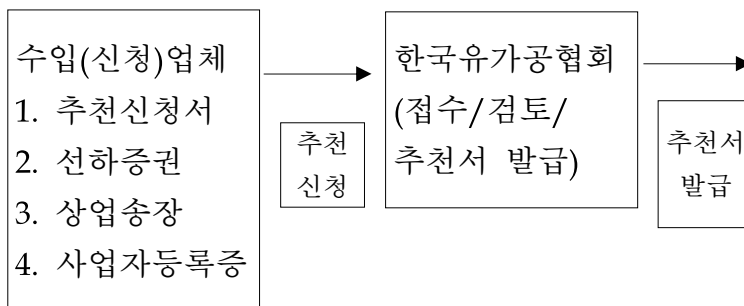 수입(신청)업체
1. 추천신청서
2. 선하증권
3. 상업송장
4. 사업자등록증
추천
신청
한국유가공협회
(접수/검토/
추천서 발급)
추천서
발급